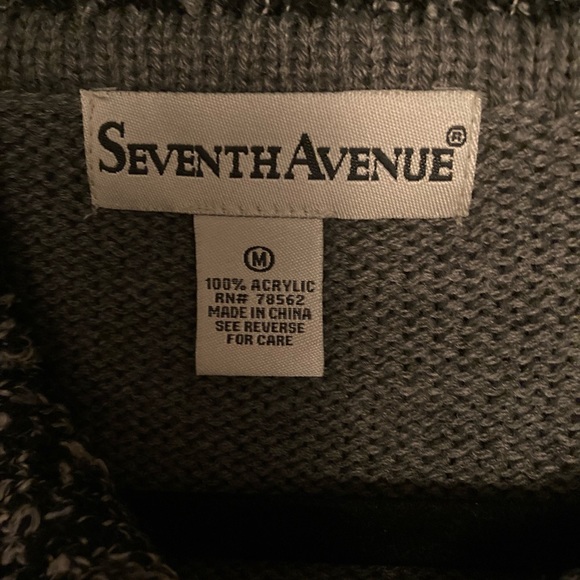 SEVENTH AVENUE®
M
100% ACRYLIC
RN# 78562
MADE IN CHINA
SEE REVERSE
FOR CARE